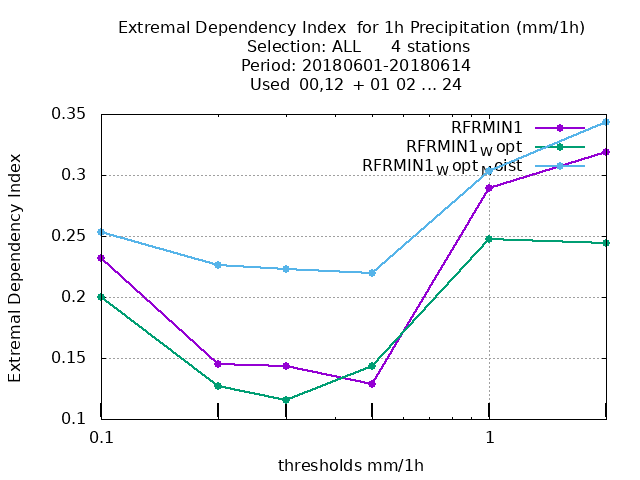 Extremal Dependency Index for 1h Precipitation (mm/1h)
Selection: ALL 4 stations
Period: 20180601-20180614
Used 00,12 + 01 02 ... 24
0.35
RFRMIN1
RFRMIN1W opt
RFRMIN1W optMoist
0.3
0.25
0.2
0.15
0.1
Extremal Dependency Index
0.1
1
thresholds mm/1h